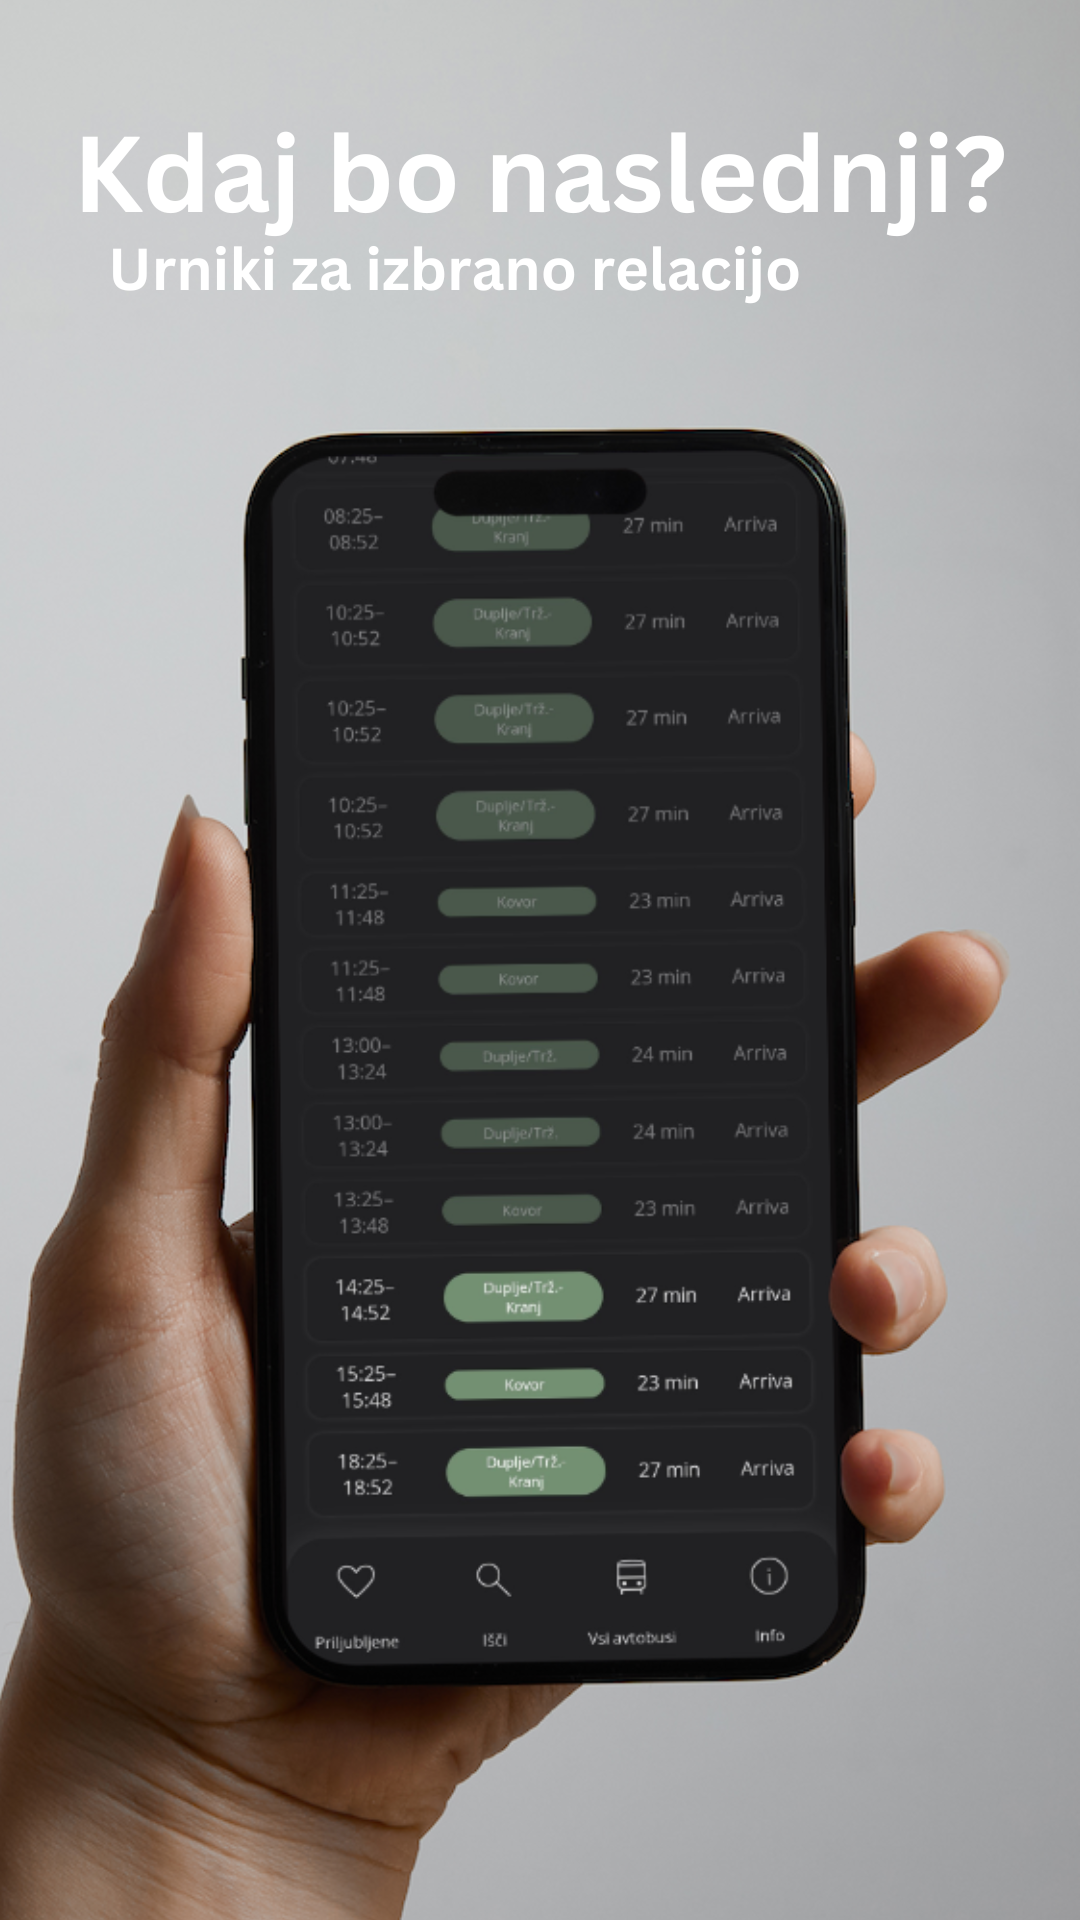 Kdaj bo naslednji?
Urniki za izbrano relacijo
07:48
08:25–
08:52
Duplje/Trž.-
Kranj
27 min
Arriva
10:25–
10:52
Duplje/Trž.-
Kranj
27 min
Arriva
10:25–
10:52
Duplje/Trž.-
Kranj
27 min
Arriva
10:25–
10:52
Duplje/Trž.-
Kranj
27 min
Arriva
11:25–
11:48
Kovor
23 min
Arriva
11:25–
11:48
Kovor
23 min
Arriva
13:00–
13:24
Duplje/Trž.
24 min
Arriva
13:00–
13:24
Duplje/Trž.
24 min
Arriva
13:25–
13:48
Kovor
23 min
Arriva
14:25–
14:52
Duplje/Trž.-
Kranj
27 min
Arriva
15:25–
15:48
Kovor
23 min
Arriva
18:25–
18:52
Duplje/Trž.-
Kranj
27 min
Arriva
Priljubljene
Išči
Vsi avtobusi
Info